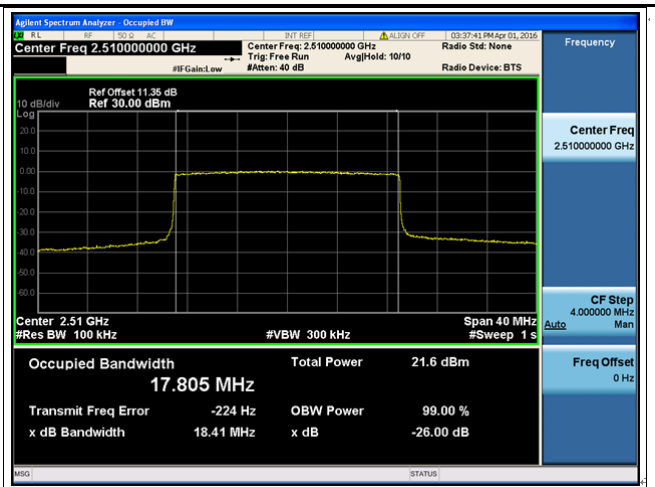 Agilent Spectrum Analyzer - Occupied BW
RL RF 50 Ω AC INT REF ALIGN OFF 03:37:41 PM Apr 01, 2016
Center Freq 2.510000000 GHz
Center Freq: 2.510000000 GHz
Radio Std: None
Trig: Free Run Avg|Hold: 10/10
#IFGain:Low #Atten: 40 dB Radio Device: BTS
Ref Offset 11.35 dB
10 dB/div Ref 30.00 dBm
Log
20.0
10.0
0.00
-10.0
-20.0
-30.0
-40.0
-50.0
-60.0
Center 2.51 GHz Span 40 MHz
#Res BW 100 kHz #VBW 300 kHz #Sweep 1 s
Occupied Bandwidth Total Power 21.6 dBm
17.805 MHz
Transmit Freq Error -224 Hz OBW Power 99.00 %
x dB Bandwidth 18.41 MHz x dB -26.00 dB
MSG STATUS
Frequency
Center Freq
2.510000000 GHz
CF Step
4.000000 MHz
Auto Man
Freq Offset
0 Hz